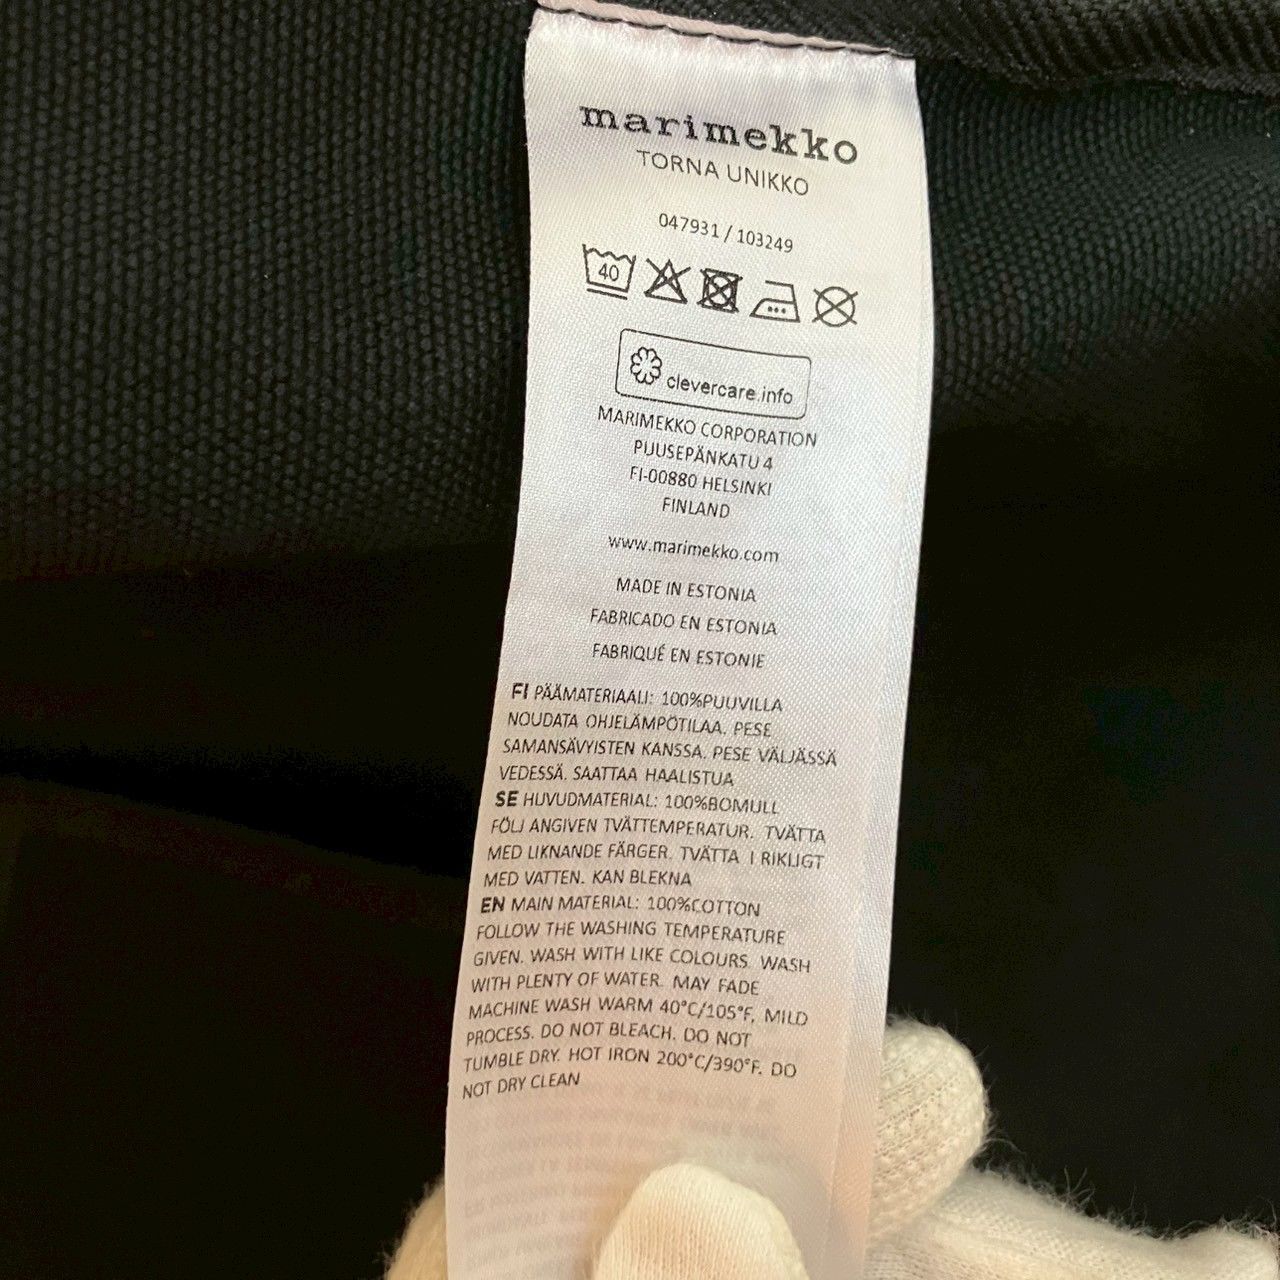 marimekko
TORNA UNIKKO
047931 / 103249
40
clevercare.info
MARIMEKKO CORPORATION
PUUSEPÄNKATU 4
FI-00880 HELSINKI
FINLAND
www.marimekko.com
MADE IN ESTONIA
FABRICADO EN ESTONIA
FABRIQUÉ EN ESTONIE
FI PÄÄMATERIAALI: 100%PUUVILLA
NOUDATA OHJELÄMPÖTILAA. PESE
SAMANSÄVYISTEN KANSSA. PESE VÄLJÄSSÄ
VEDESSÄ. SAATTAA HAALISTUA
SE HUVUDMATERIAL: 100%BOMULL
FÖLJ ANGIVEN TVÄTTEMPERATUR. TVÄTTA
MED LIKNANDE FÄRGER. TVÄTTA I RIKLIGT
MED VATTEN. KAN BLEKNA
EN MAIN MATERIAL: 100%COTTON
FOLLOW THE WASHING TEMPERATURE
GIVEN. WASH WITH LIKE COLOURS. WASH
WITH PLENTY OF WATER. MAY FADE
MACHINE WASH WARM 40°C/105°F, MILD
PROCESS. DO NOT BLEACH. DO NOT
TUMBLE DRY. HOT IRON 200°C/390°F. DO
NOT DRY CLEAN